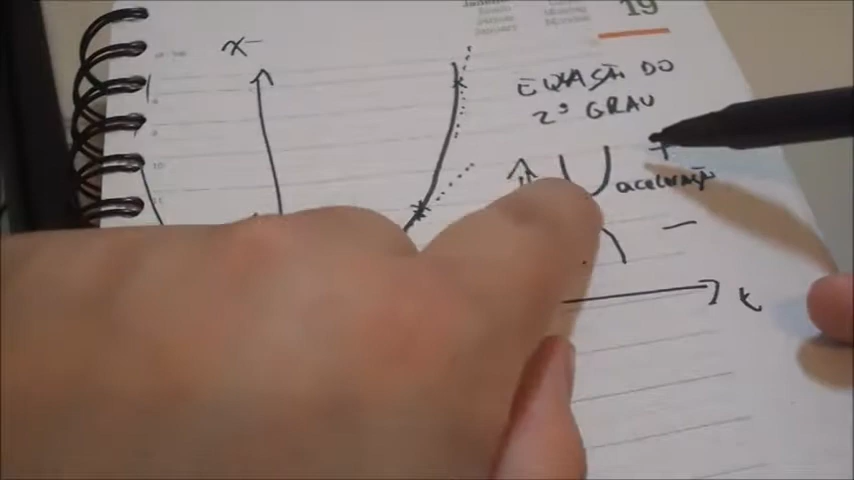 19
x
EQUAÇÃO DO
2º GRAU
+
aceleração
-
t